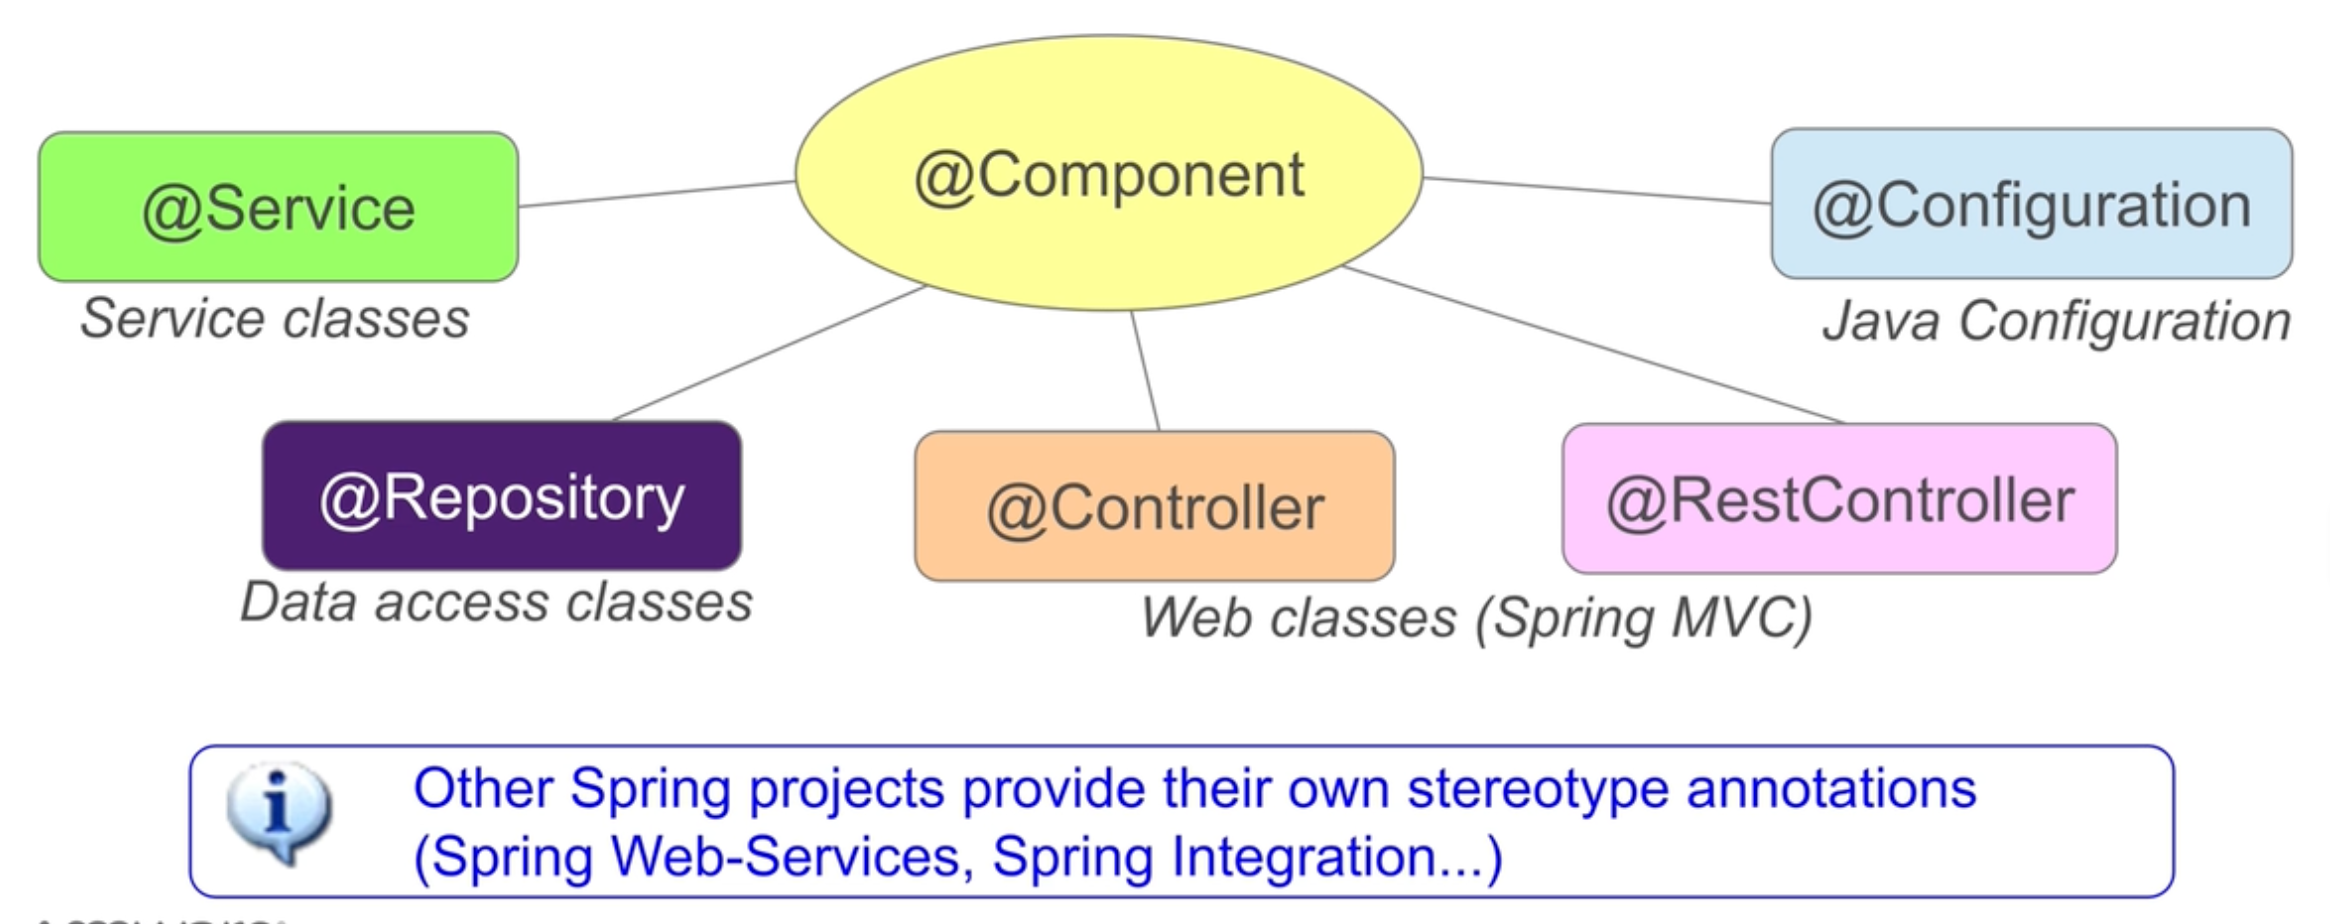 @Component
@Service
@Configuration
Service classes
Java Configuration
@Repository
@Controller
@RestController
Data access classes
Web classes (Spring MVC)
Other Spring projects provide their own stereotype annotations
(Spring Web-Services, Spring Integration...)